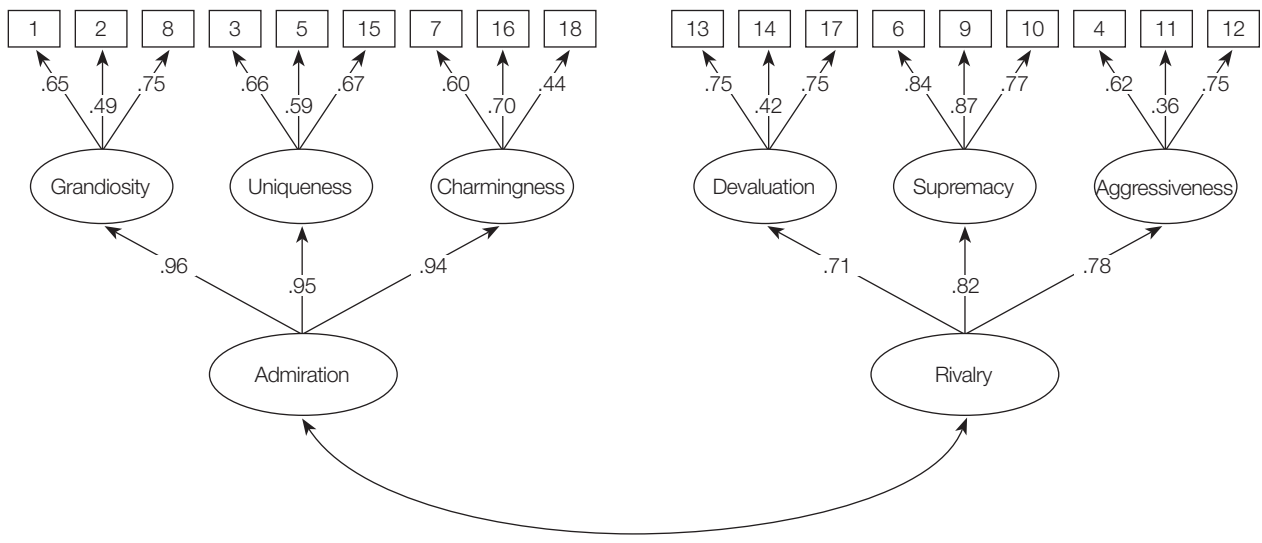 1 2 8 3 5 15 7 16 18 13 14 17 6 9 10 4 11 12
.65 .49 .75 .66 .59 .67 .60 .70 .44 .75 .42 .75 .84 .87 .77 .62 .36 .75
Grandiosity Uniqueness Charmingness Devaluation Supremacy Aggressiveness
.96 .95 .94 .71 .82 .78
Admiration Rivalry